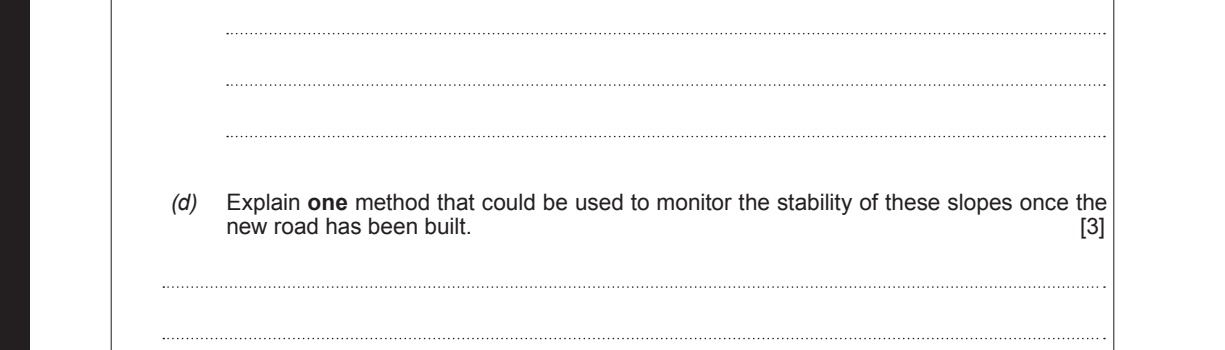 (d) Explain one method that could be used to monitor the stability of these slopes once the
new road has been built. [3]